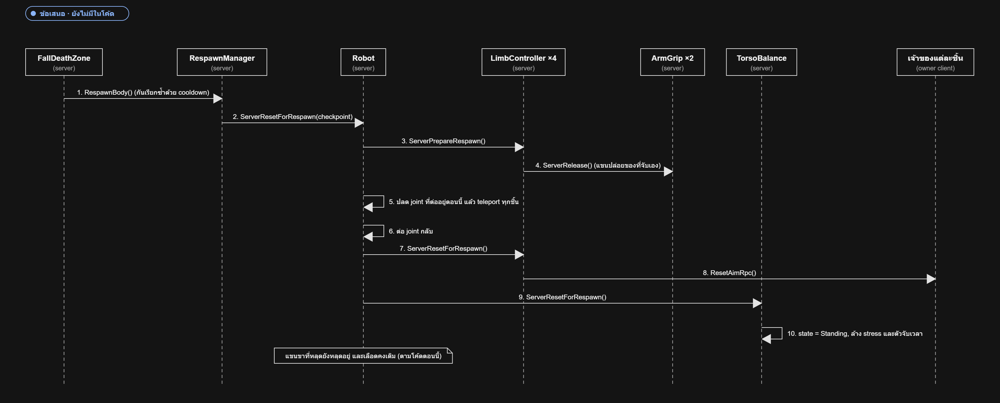 ข้อเสนอ · ยังไม่มีในโค้ด
FallDeathZone
(server)
RespawnManager
(server)
Robot
(server)
LimbController ×4
(server)
ArmGrip ×2
(server)
TorsoBalance
(server)
เจ้าของแต่ละชิ้น
(owner client)
1. RespawnBody() (กันเรียกซ้ำด้วย cooldown)
2. ServerResetForRespawn(checkpoint)
3. ServerPrepareRespawn()
4. ServerRelease() (แขนปล่อยของที่จับเอง)
5. ปลด joint ที่ต่ออยู่ตอนนี้ แล้ว teleport ทุกชิ้น
6. ต่อ joint กลับ
7. ServerResetForRespawn()
8. ResetAimRpc()
9. ServerResetForRespawn()
10. state = Standing, ล้าง stress และตัวจับเวลา
แขนขาที่หลุดยังหลุดอยู่ และเลือดคงเดิม (ตามโค้ดตอนนี้)